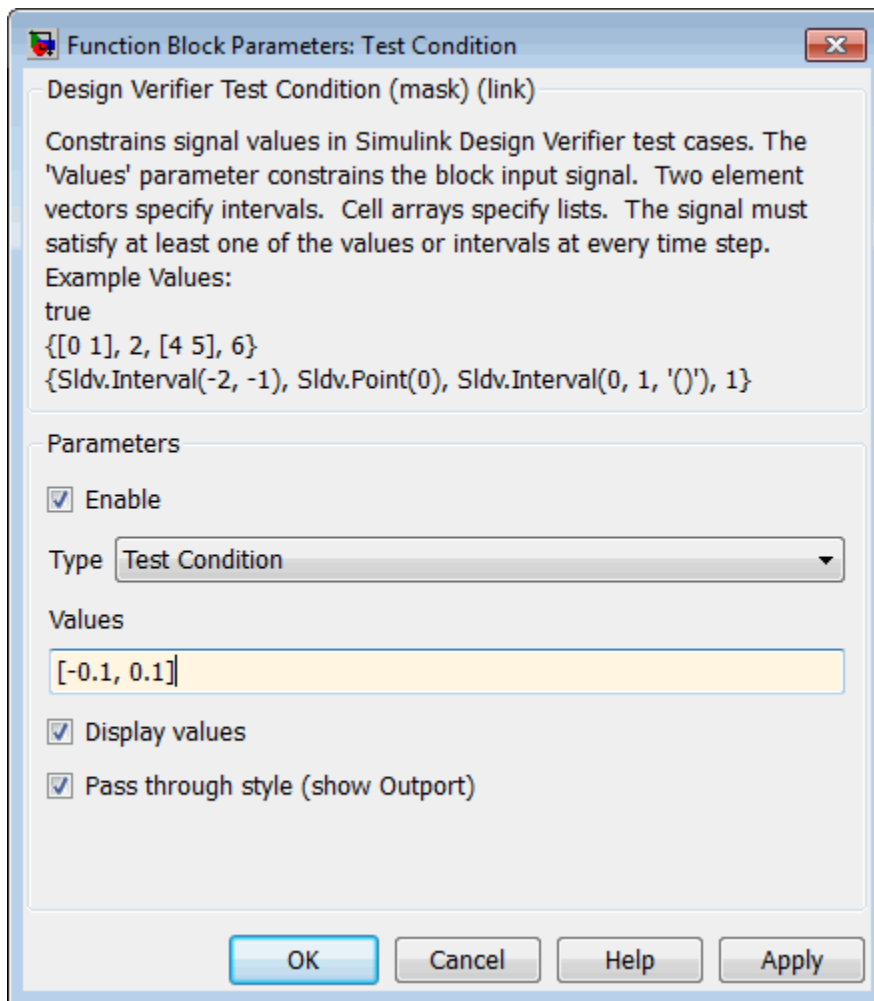 Function Block Parameters: Test Condition
Design Verifier Test Condition (mask) (link)
Constrains signal values in Simulink Design Verifier test cases. The
'Values' parameter constrains the block input signal.  Two element
vectors specify intervals.  Cell arrays specify lists.  The signal must
satisfy at least one of the values or intervals at every time step.
Example Values:
true
{[0 1], 2, [4 5], 6}
{Sldv.Interval(-2, -1), Sldv.Point(0), Sldv.Interval(0, 1, '()'), 1}
Parameters
Enable
Type Test Condition
Values
[-0.1, 0.1]
Display values
Pass through style (show Outport)
OK Cancel Help Apply